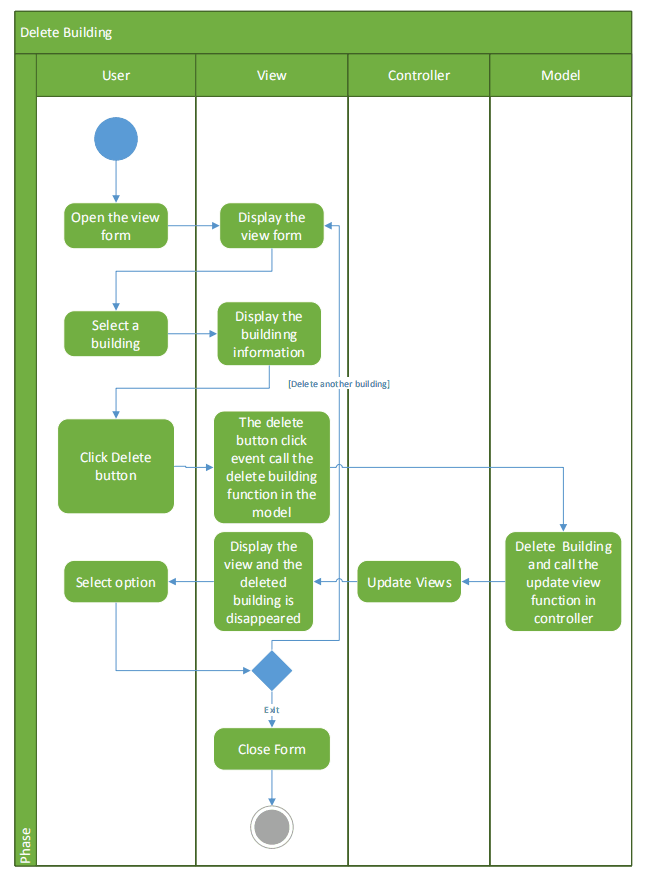 Delete Building
User
View
Controller
Model
Open the view
form
Display the
view form
Select a
building
Display the
buildinng
information
[Delete another building]
Click Delete
button
The delete
button click
event call the
delete building
function in the
model
Select option
Display the
view and the
deleted
building is
disappeared
Update Views
Delete Building
and call the
update view
function in
controller
Exit
Close Form
Phase